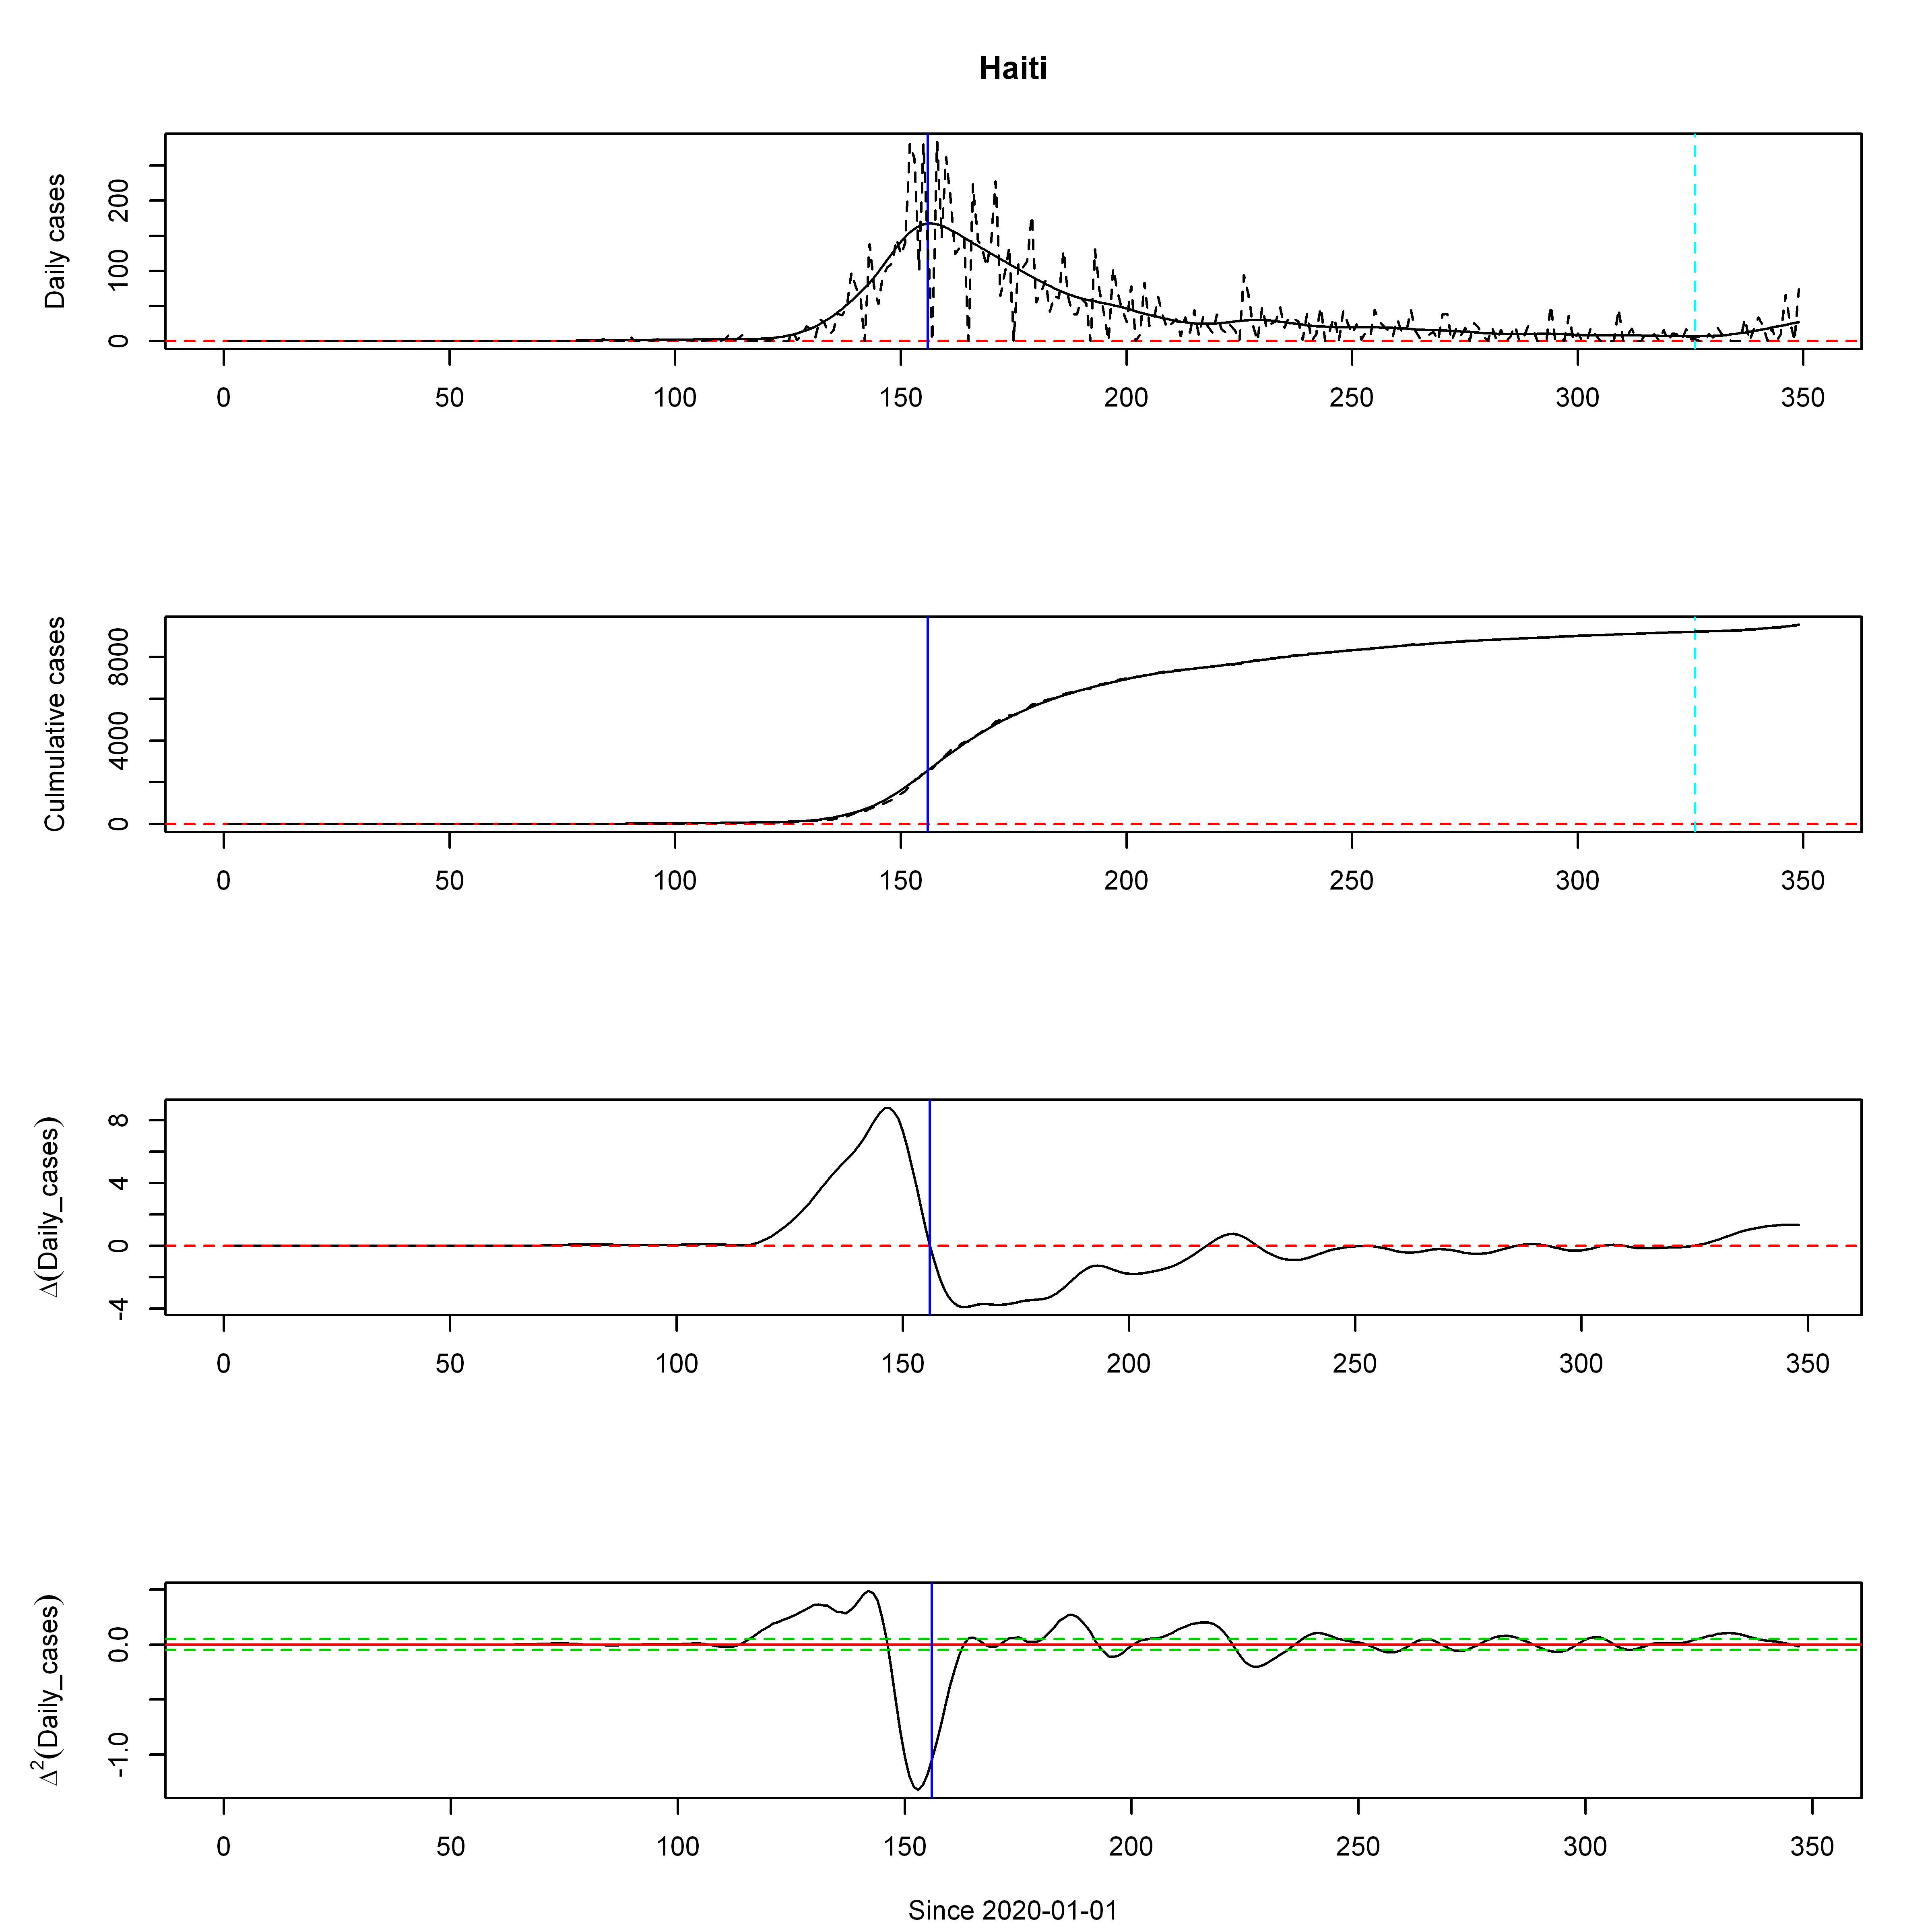 Haiti
Daily cases
0 100 200
0 50 100 150 200 250 300 350
Culmulative cases
0 4000 8000
0 50 100 150 200 250 300 350
Δ(Daily_cases)
-4 0 4 8
0 50 100 150 200 250 300 350
Δ²(Daily_cases)
-1.0 0.0
0 50 100 150 200 250 300 350
Since 2020-01-01